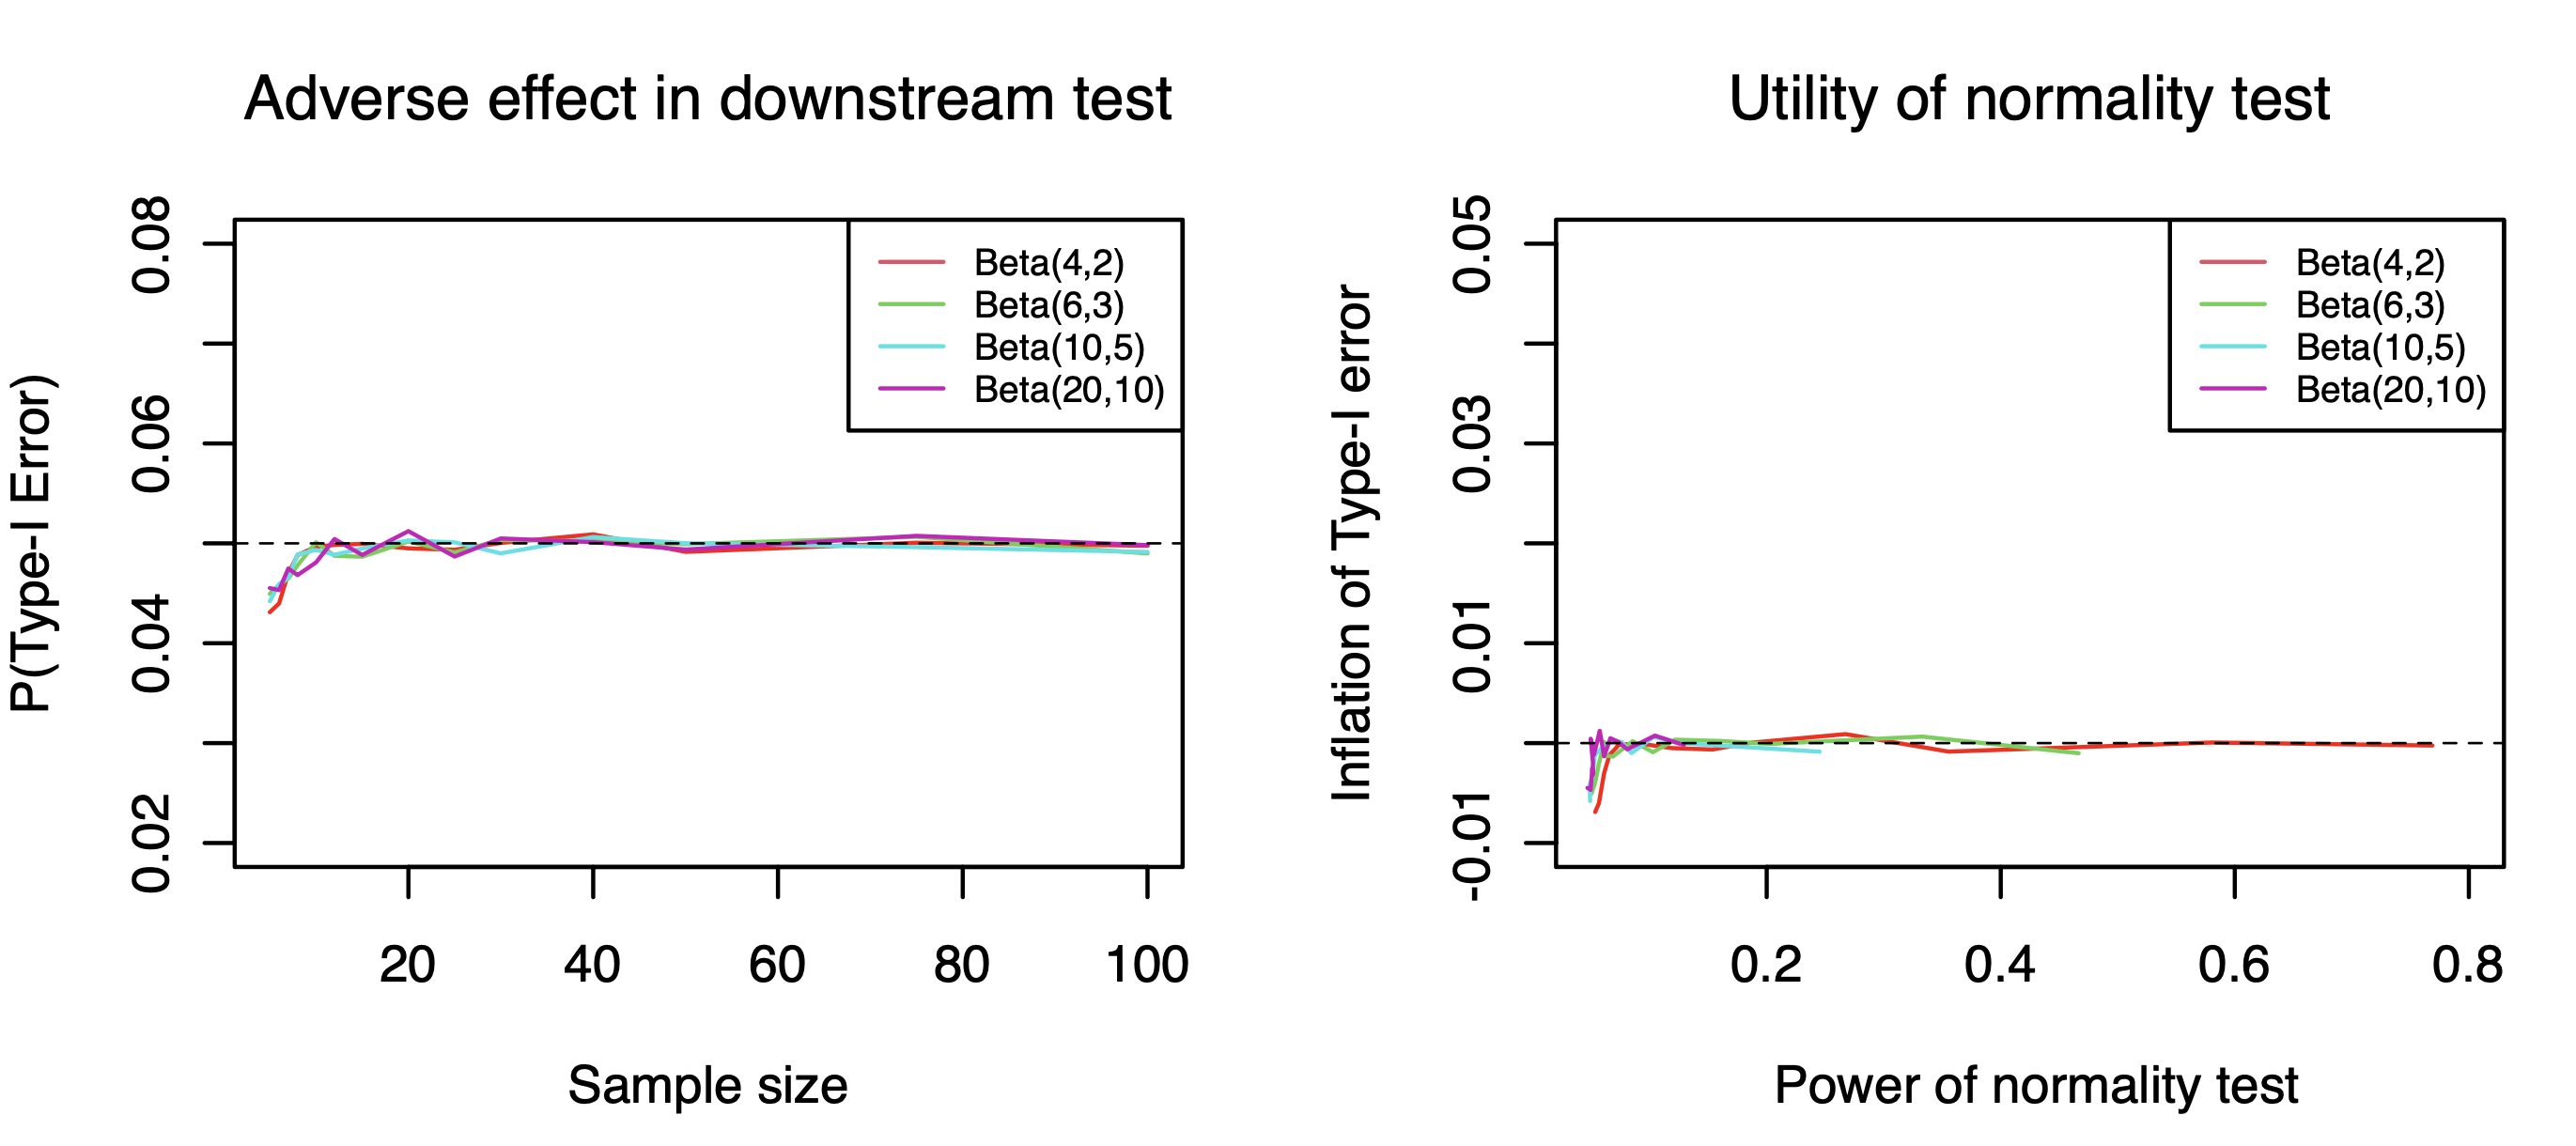 Adverse effect in downstream test
P(Type-I Error)
0.08
0.06
0.04
0.02
Beta(4,2)
Beta(6,3)
Beta(10,5)
Beta(20,10)
20 40 60 80 100
Sample size
Utility of normality test
Inflation of Type-I error
0.05
0.03
0.01
-0.01
Beta(4,2)
Beta(6,3)
Beta(10,5)
Beta(20,10)
0.2 0.4 0.6 0.8
Power of normality test